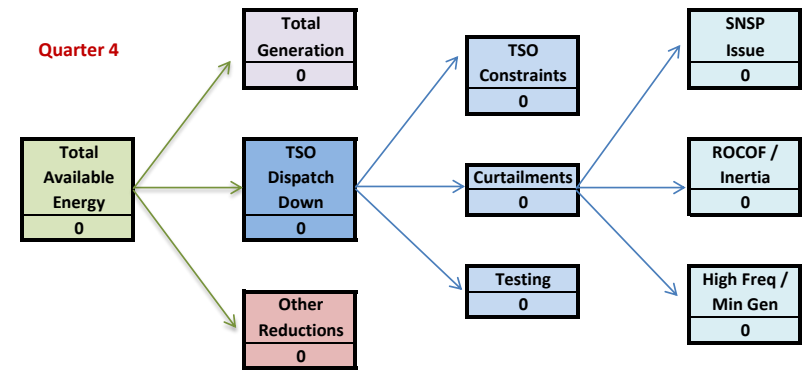 Quarter 4
Total
Available
Energy
0
Total
Generation
0
TSO
Dispatch
Down
0
Other
Reductions
0
TSO
Constraints
0
Curtailments
0
Testing
0
SNSP
Issue
0
ROCOF /
Inertia
0
High Freq /
Min Gen
0